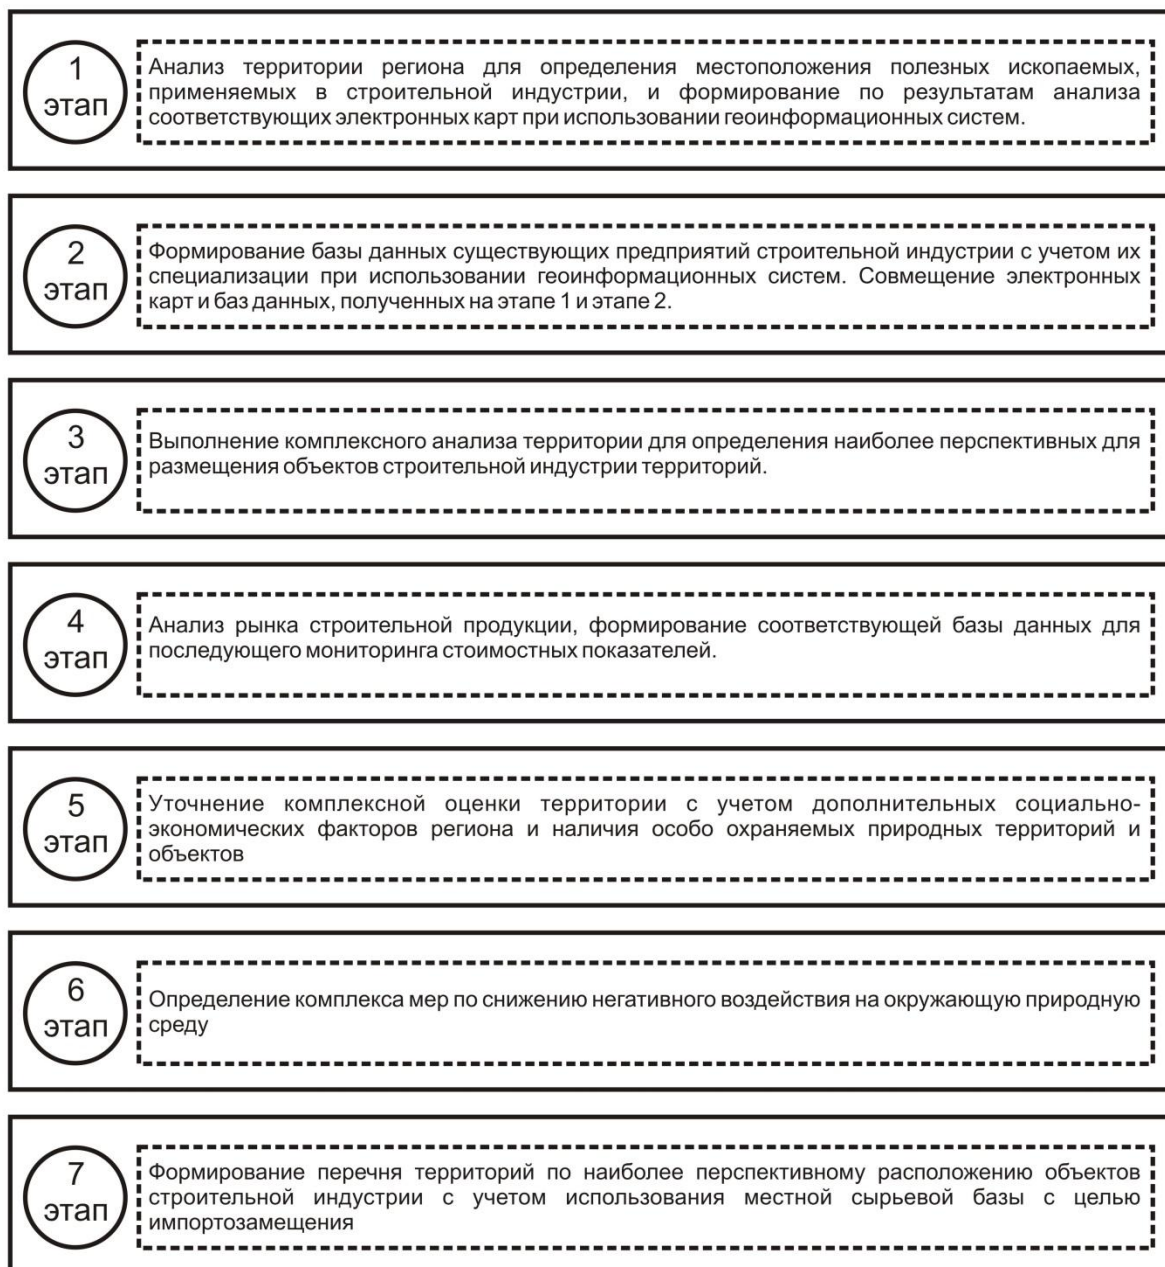 1
этап
Анализ территории региона для определения местоположения полезных ископаемых,
применяемых в строительной индустрии, и формирование по результатам анализа
соответствующих электронных карт при использовании геоинформационных систем.
2
этап
Формирование базы данных существующих предприятий строительной индустрии с учетом их
специализации при использовании геоинформационных систем. Совмещение электронных
карт и баз данных, полученных на этапе 1 и этапе 2.
3
этап
Выполнение комплексного анализа территории для определения наиболее перспективных для
размещения объектов строительной индустрии территорий.
4
этап
Анализ рынка строительной продукции, формирование соответствующей базы данных для
последующего мониторинга стоимостных показателей.
5
этап
Уточнение комплексной оценки территории с учетом дополнительных социально-
экономических факторов региона и наличия особо охраняемых природных территорий и
объектов
6
этап
Определение комплекса мер по снижению негативного воздействия на окружающую природную
среду
7
этап
Формирование перечня территорий по наиболее перспективному расположению объектов
строительной индустрии с учетом использования местной сырьевой базы с целью
импортозамещения